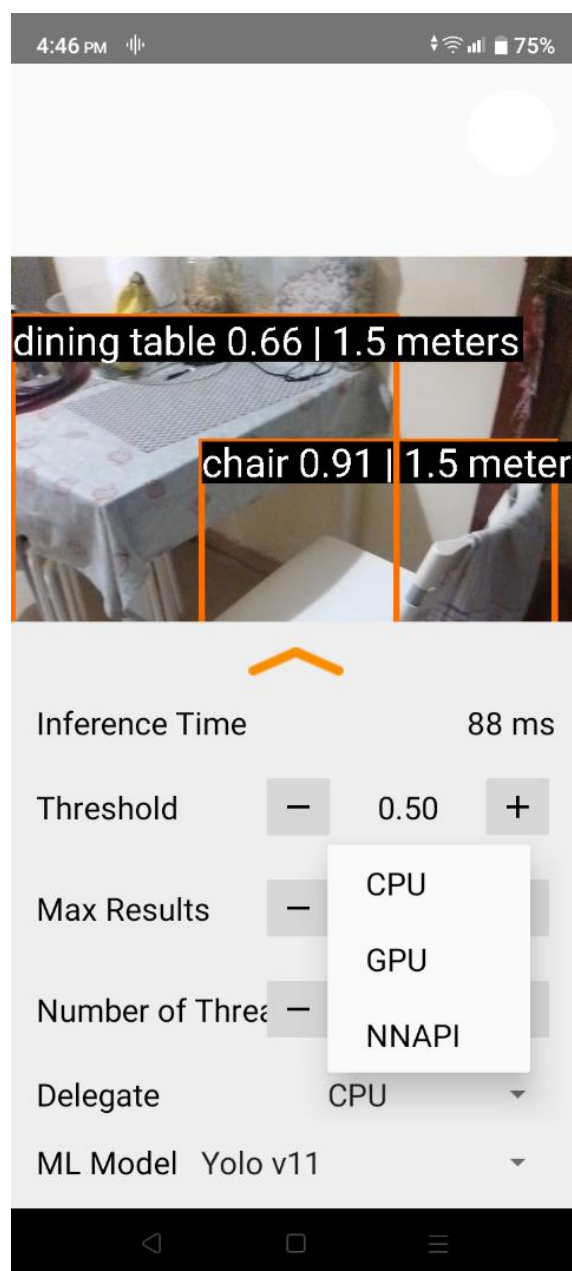 4:46 PM 75%
dining table 0.66 | 1.5 meters
chair 0.91 | 1.5 meter
Inference Time 88 ms
Threshold − 0.50 +
CPU
Max Results −
GPU
Number of Threa −
NNAPI
Delegate CPU
ML Model Yolo v11